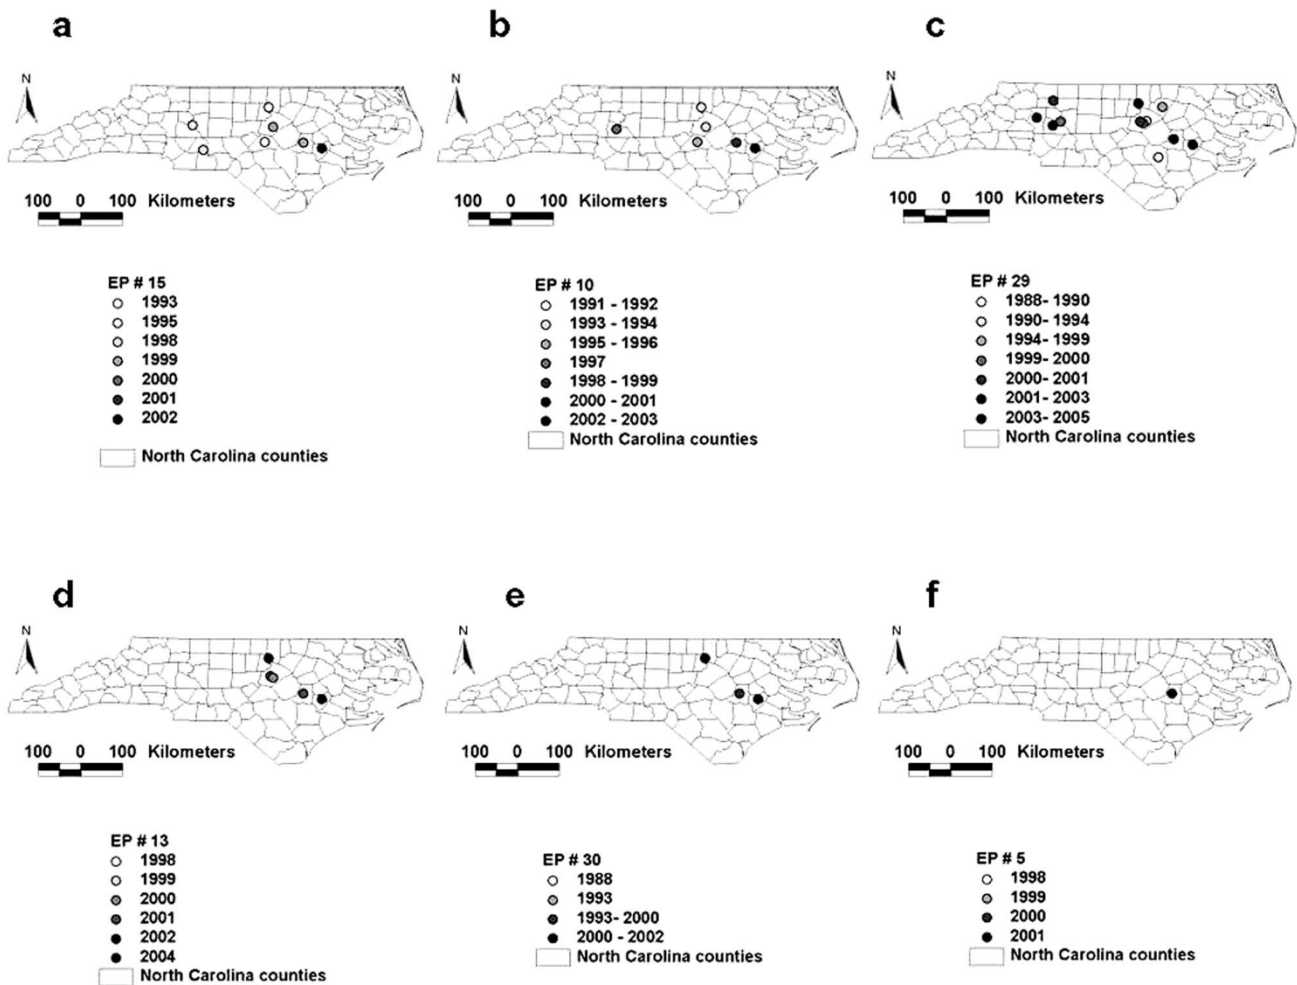 a
N
100 0 100 Kilometers
EP # 15
1993
1995
1998
1999
2000
2001
2002
North Carolina counties
b
N
100 0 100 Kilometers
EP # 10
1991 - 1992
1993 - 1994
1995 - 1996
1997
1998 - 1999
2000 - 2001
2002 - 2003
North Carolina counties
c
N
100 0 100 Kilometers
EP # 29
1988- 1990
1990- 1994
1994- 1999
1999- 2000
2000- 2001
2001- 2003
2003- 2005
North Carolina counties
d
N
100 0 100 Kilometers
EP # 13
1998
1999
2000
2001
2002
2004
North Carolina counties
e
N
100 0 100 Kilometers
EP # 30
1988
1993
1993- 2000
2000 - 2002
North Carolina counties
f
N
100 0 100 Kilometers
EP # 5
1998
1999
2000
2001
North Carolina counties